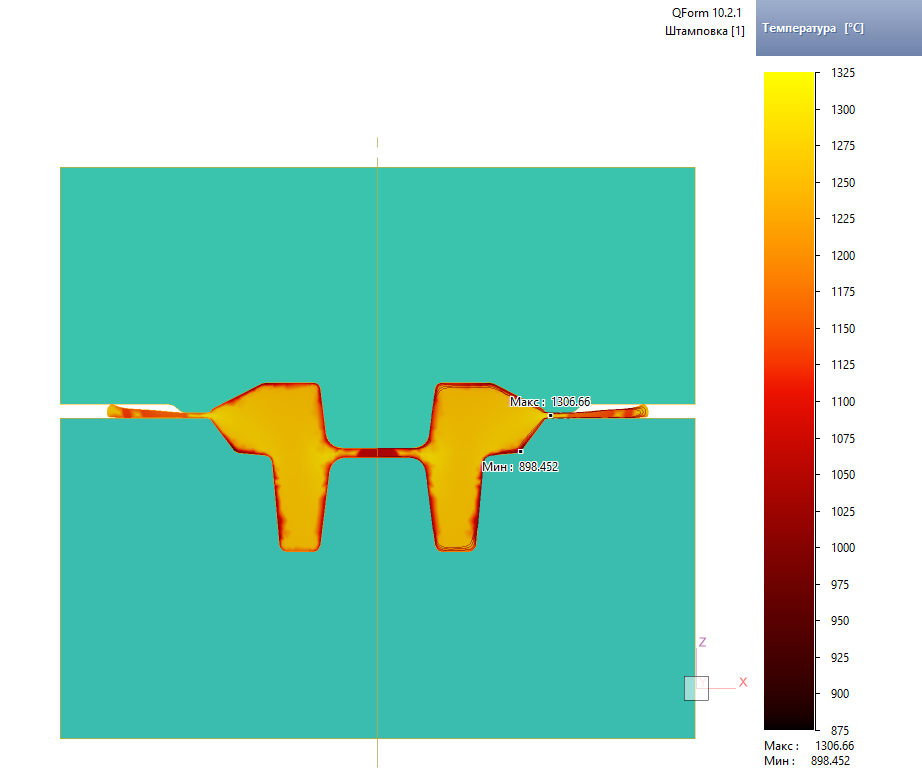 QForm 10.2.1
Штамповка [1]
Температура [°C]
1325
1300
1275
1250
1225
1200
1175
1150
1125
1100
1075
1050
1025
1000
975
950
925
900
875
Макс : 1306.66
Мин : 898.452
Z
X
Макс : 1306.66
Мин : 898.452